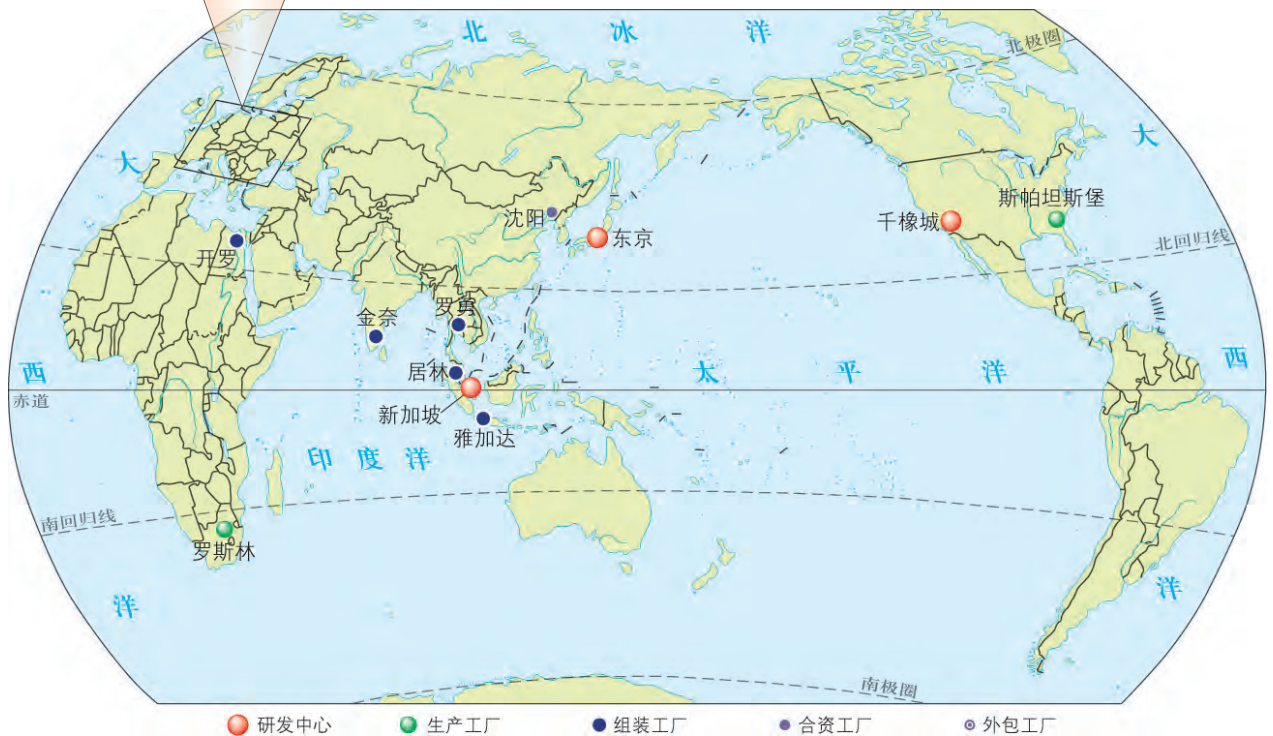 北冰洋
北极圈
大
大
斯帕坦斯堡
沈阳
千橡城
东京
北回归线
开罗
罗勇
金奈
西
太平洋
西
居林
赤道
新加坡
雅加达
印度洋
南回归线
罗斯林
洋
洋
南极圈
研发中心 生产工厂 组装工厂 合资工厂 外包工厂